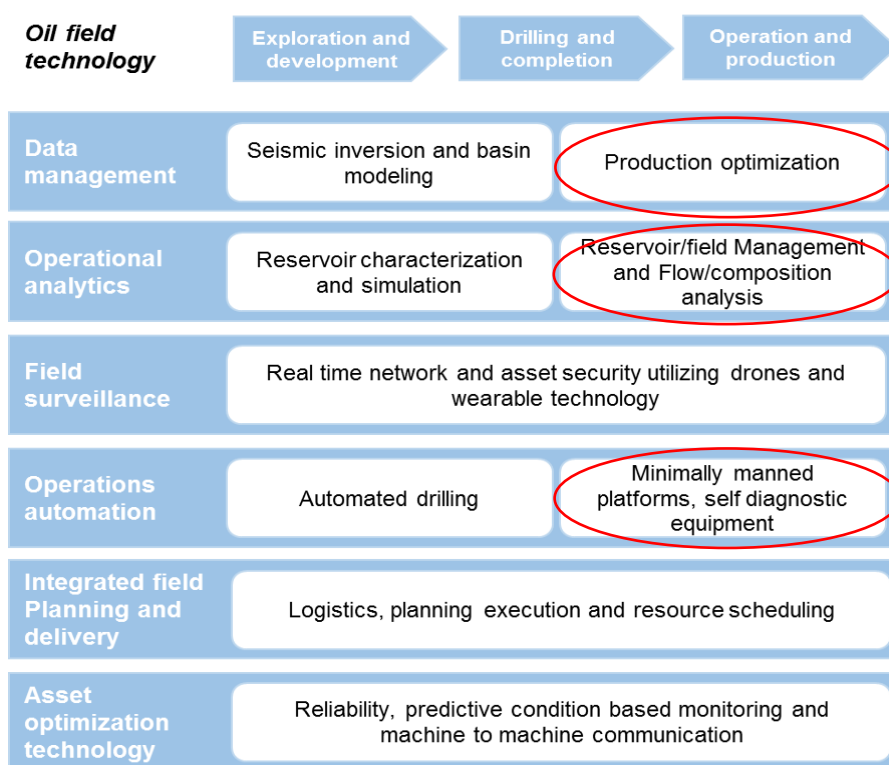 Oil field
technology
Exploration and
development
Drilling and
completion
Operation and
production
Data
management
Seismic inversion and basin
modeling
Production optimization
Operational
analytics
Reservoir characterization
and simulation
Reservoir/field Management
and Flow/composition
analysis
Field
surveillance
Real time network and asset security utilizing drones and
wearable technology
Operations
automation
Automated drilling
Minimally manned
platforms, self diagnostic
equipment
Integrated field
Planning and
delivery
Logistics, planning execution and resource scheduling
Asset
optimization
technology
Reliability, predictive condition based monitoring and
machine to machine communication